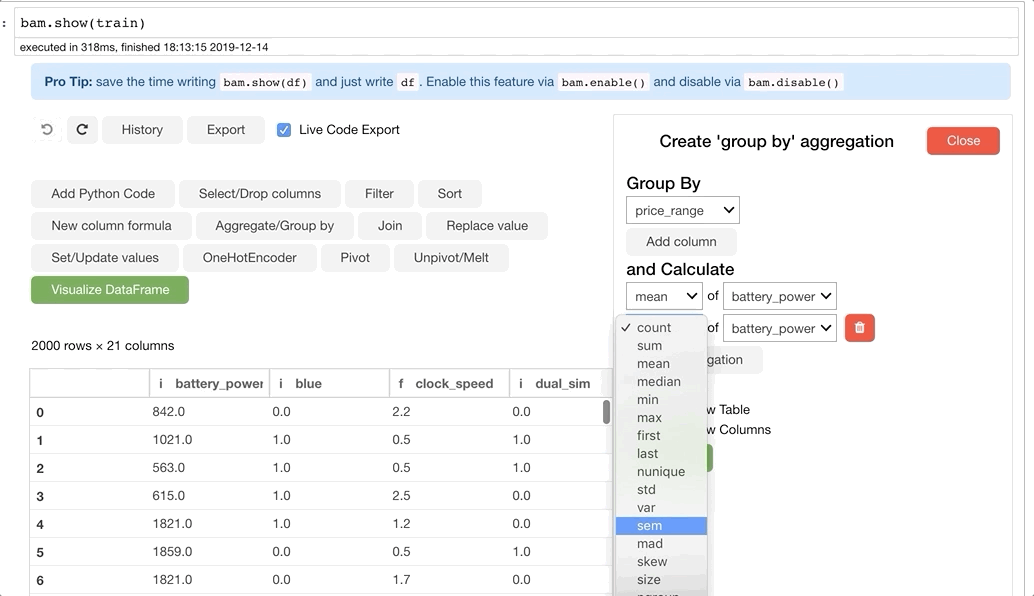 : bam.show(train)
executed in 318ms, finished 18:13:15 2019-12-14
Pro Tip: save the time writing bam.show(df) and just write df. Enable this feature via bam.enable() and disable via bam.disable()
History Export Live Code Export
Add Python Code Select/Drop columns Filter Sort
New column formula Aggregate/Group by Join Replace value
Set/Update values OneHotEncoder Pivot Unpivot/Melt
Visualize DataFrame
2000 rows × 21 columns
i battery_power i blue f clock_speed i dual_sim
0 842.0 0.0 2.2 0.0
1 1021.0 1.0 0.5 1.0
2 563.0 1.0 0.5 1.0
3 615.0 1.0 2.5 0.0
4 1821.0 1.0 1.2 0.0
5 1859.0 0.0 0.5 1.0
6 1821.0 0.0 1.7 0.0
Create 'group by' aggregation Close
Group By
price_range
Add column
and Calculate
mean of battery_power
of battery_power
gation
w Table
w Columns
✓ count
sum
mean
median
min
max
first
last
nunique
std
var
sem
mad
skew
size